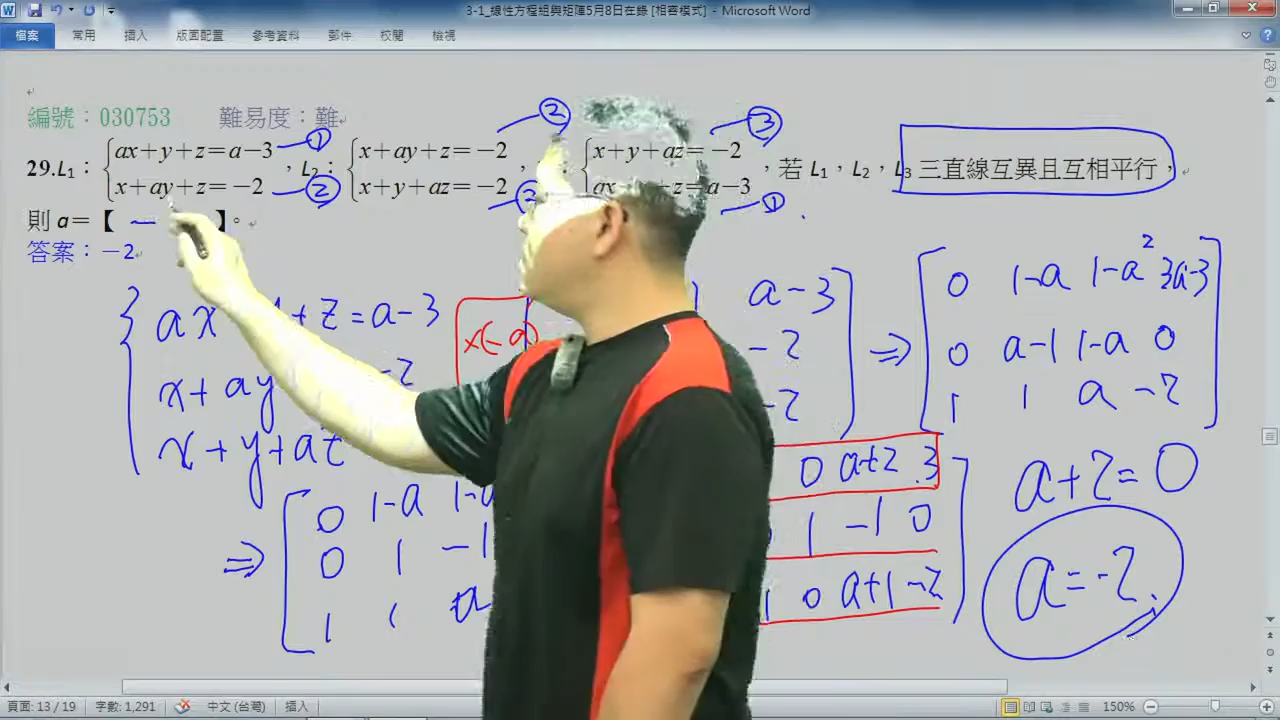 3-1_線性方程組與矩陣5月8日在錄 [相容模式] - Microsoft Word
檔案 常用 插入 版面配置 參考資料 郵件 校閱 檢視
編號：030753 難易度：難
29.L₁： ax+y+z=a−3 ① ，L₂： x+ay+z=−2 ② x+y+az=−2 ③ ，若 L₁，L₂，L₃ 三直線互異且互相平行，
x+ay+z=−2 ② x+y+az=−2 z=a−3 ①
則 a＝【 】。
答案：−2
ax + z = a-3 x(-a) a-3 ⇒ 0 1-a 1-a² 3a-3
x+ay -2 -2 0 a-1 1-a 0
x+y+az -2 1 1 a -2
0 a+2 3 a+2=0
⇒ 0 1-a
0 1 -1 1 -1 0
1 1 a 1 0 a+1 -2 a=-2
頁面：13 / 19 字數：1,291 中文 (台灣) 插入 150%